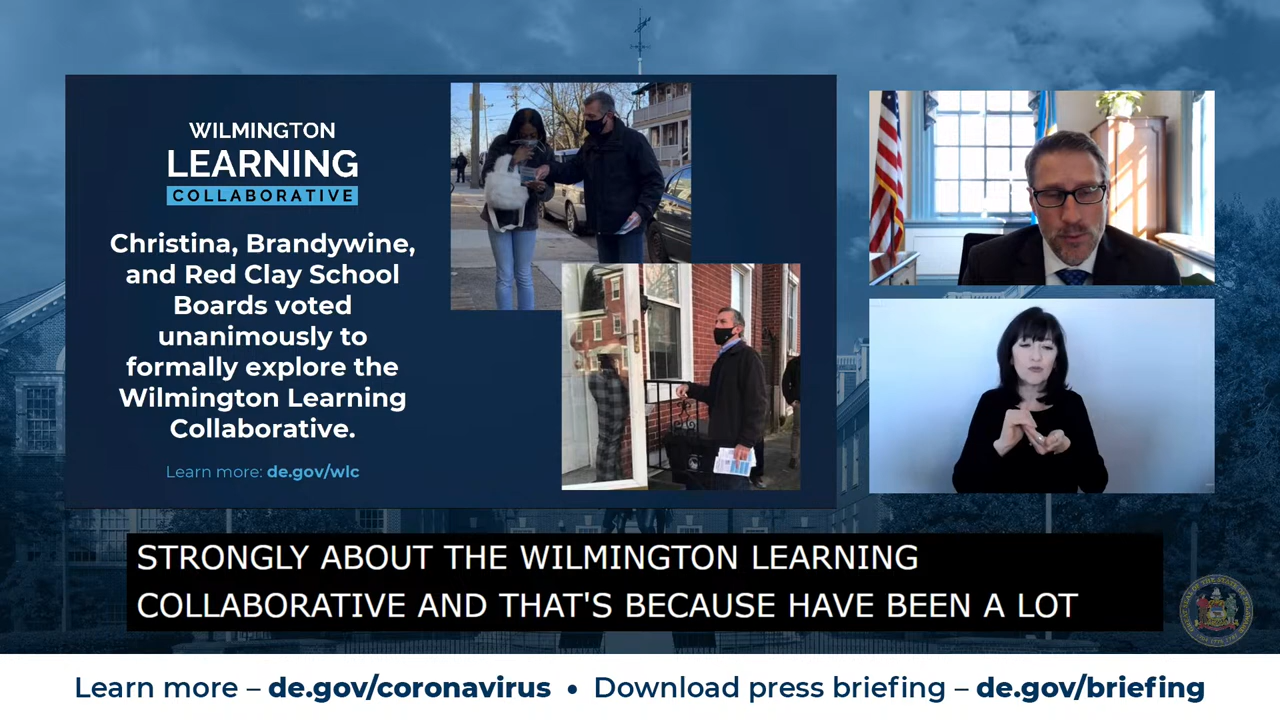 WILMINGTON
LEARNING
COLLABORATIVE
Christina, Brandywine,
and Red Clay School
Boards voted
unanimously to
formally explore the
Wilmington Learning
Collaborative.
Learn more: de.gov/wlc
STRONGLY ABOUT THE WILMINGTON LEARNING
COLLABORATIVE AND THAT'S BECAUSE HAVE BEEN A LOT
Learn more – de.gov/coronavirus • Download press briefing – de.gov/briefing